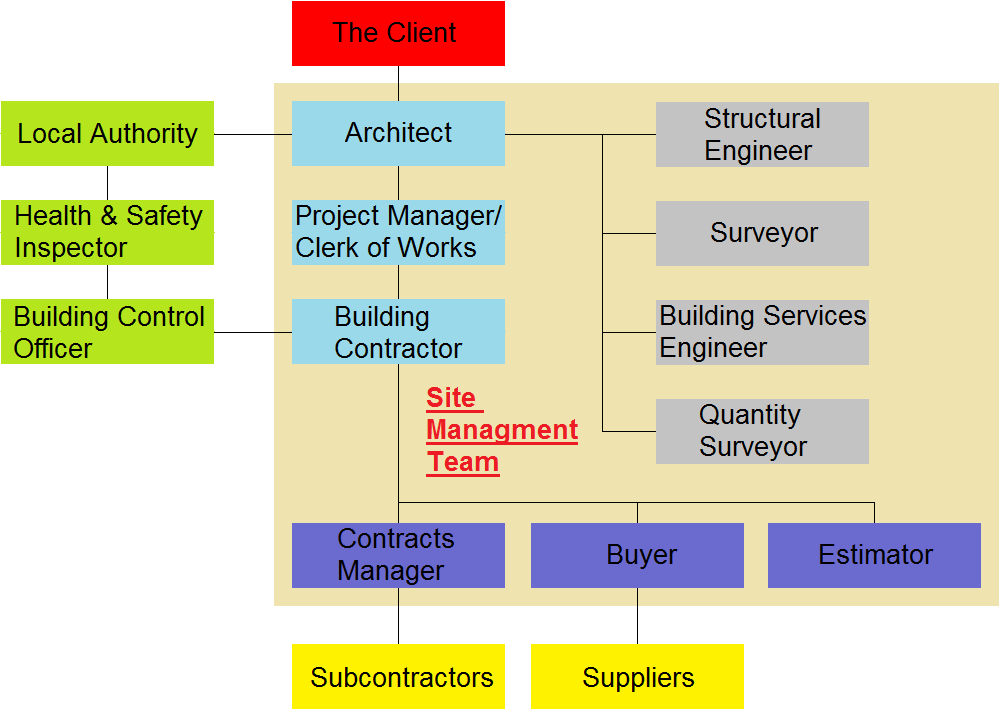 The Client
Local Authority
Architect
Structural
Engineer
Health & Safety
Inspector
Project Manager/
Clerk of Works
Surveyor
Building Control
Officer
Building
Contractor
Building Services
Engineer
Site
Managment
Team
Quantity
Surveyor
Contracts
Manager
Buyer
Estimator
Subcontractors
Suppliers